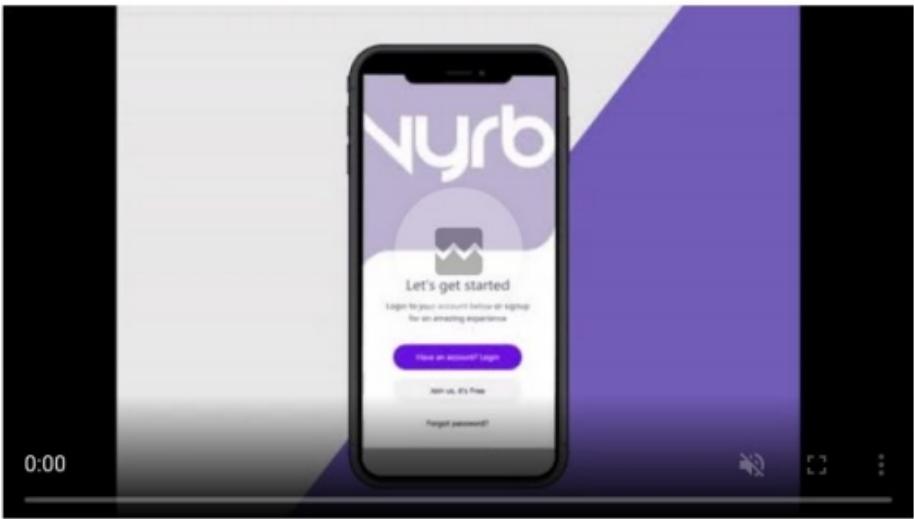 vyrb
Let's get started
Login to your account below or signup
for an amazing experience
Have an account? Login
Join us, it's Free
Forgot password?
0:00